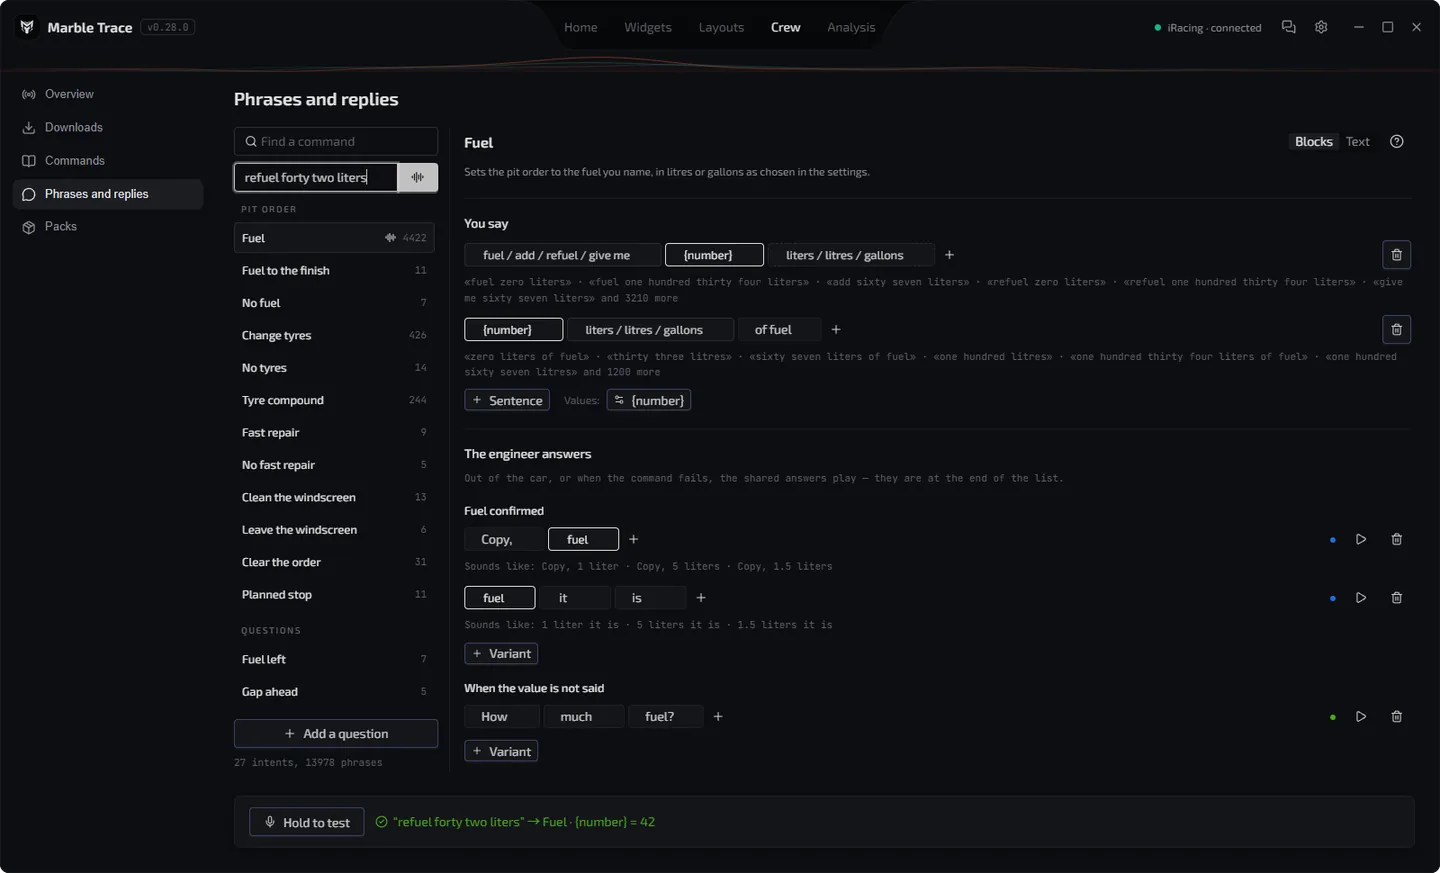 Marble Trace v0.28.0
Home Widgets Layouts Crew Analysis
iRacing · connected
Overview
Downloads
Commands
Phrases and replies
Packs
Phrases and replies
Find a command
refuel forty two liters
PIT ORDER
Fuel 4422
Fuel to the finish 11
No fuel 7
Change tyres 426
No tyres 14
Tyre compound 244
Fast repair 9
No fast repair 5
Clean the windscreen 13
Leave the windscreen 6
Clear the order 31
Planned stop 11
QUESTIONS
Fuel left 7
Gap ahead 5
+ Add a question
27 intents, 13978 phrases
Fuel
Blocks Text
Sets the pit order to the fuel you name, in litres or gallons as chosen in the settings.
You say
fuel / add / refuel / give me {number} liters / litres / gallons +
«fuel zero liters» · «fuel one hundred thirty four liters» · «add sixty seven liters» · «refuel zero liters» · «refuel one hundred thirty four liters» · «give
me sixty seven liters» and 3210 more
{number} liters / litres / gallons of fuel +
«zero liters of fuel» · «thirty three litres» · «sixty seven liters of fuel» · «one hundred litres» · «one hundred thirty four liters of fuel» · «one hundred
sixty seven litres» and 1200 more
+ Sentence Values: {number}
The engineer answers
Out of the car, or when the command fails, the shared answers play — they are at the end of the list.
Fuel confirmed
Copy, fuel +
Sounds like: Copy, 1 liter · Copy, 5 liters · Copy, 1.5 liters
fuel it is +
Sounds like: 1 liter it is · 5 liters it is · 1.5 liters it is
+ Variant
When the value is not said
How much fuel? +
+ Variant
Hold to test "refuel forty two liters" → Fuel · {number} = 42